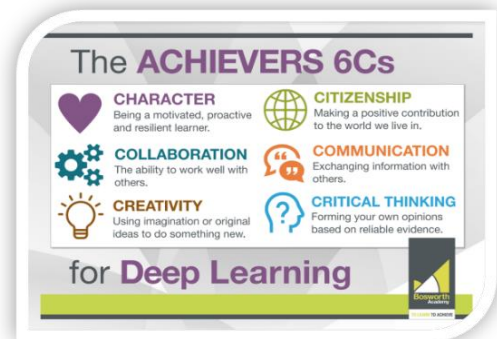 The ACHIEVERS 6Cs
CHARACTER
Being a motivated, proactive
and resilient learner.
COLLABORATION
The ability to work well with
others.
CREATIVITY
Using imagination or original
ideas to do something new.
CITIZENSHIP
Making a positive contribution
to the world we live in.
COMMUNICATION
Exchanging information with
others.
CRITICAL THINKING
Forming your own opinions
based on reliable evidence.
for Deep Learning
Bosworth
Academy
TO ACHIEVE